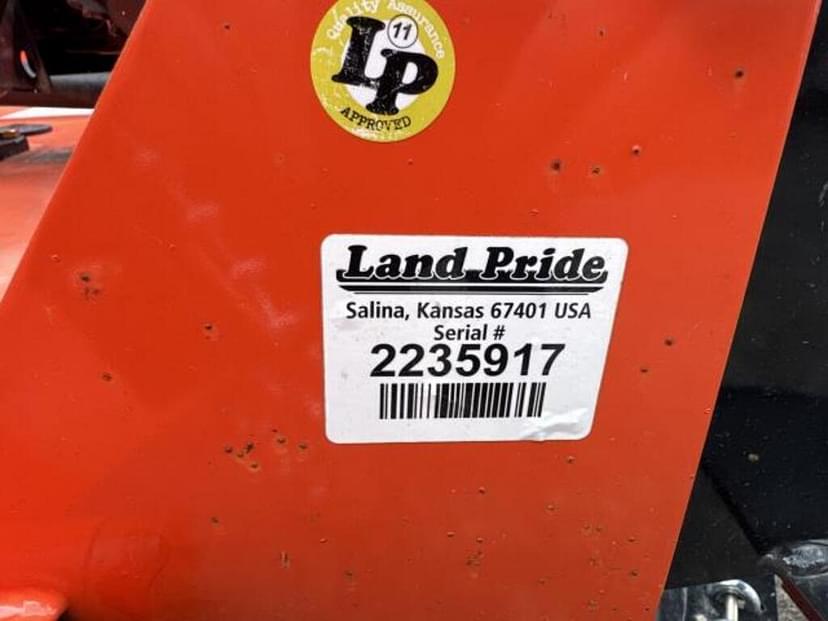 Quality Assurance
11
LP
APPROVED
Land Pride
Salina, Kansas 67401 USA
Serial #
2235917